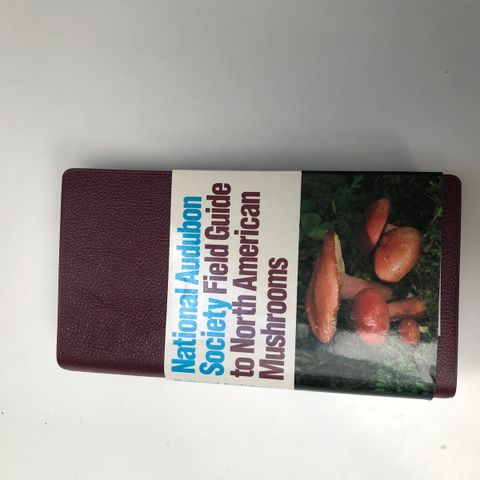 National Audubon
Society Field Guide
to North American
Mushrooms